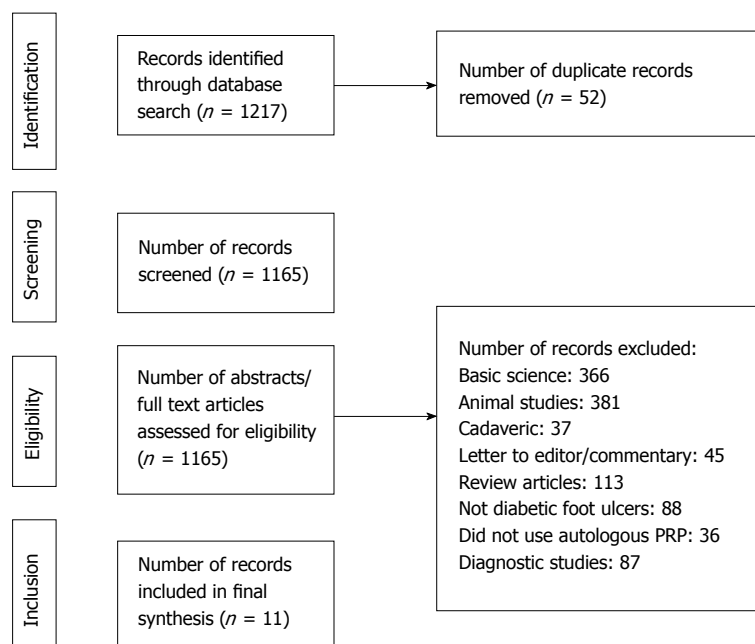 Identification
Records identified
through database
search (n = 1217)
Number of duplicate records
removed (n = 52)
Screening
Number of records
screened (n = 1165)
Eligibility
Number of abstracts/
full text articles
assessed for eligibility
(n = 1165)
Number of records excluded:
Basic science: 366
Animal studies: 381
Cadaveric: 37
Letter to editor/commentary: 45
Review articles: 113
Not diabetic foot ulcers: 88
Did not use autologous PRP: 36
Diagnostic studies: 87
Inclusion
Number of records
included in final
synthesis (n = 11)